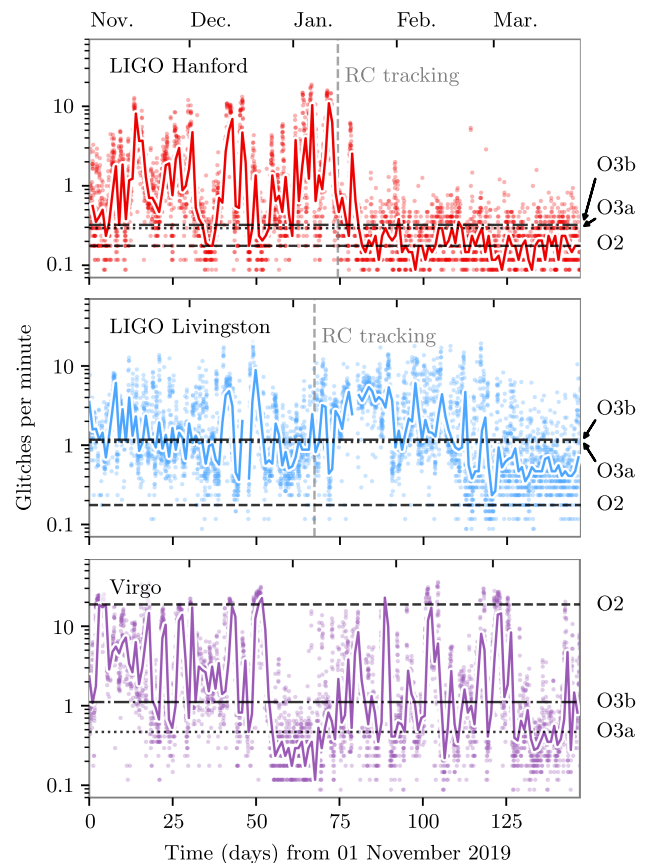 Nov. Dec. Jan. Feb. Mar.
LIGO Hanford
RC tracking
10
1
0.1
O3b
O3a
O2
LIGO Livingston
RC tracking
10
1
0.1
O3b
O3a
O2
Glitches per minute
Virgo
10
1
0.1
O2
O3b
O3a
0 25 50 75 100 125
Time (days) from 01 November 2019